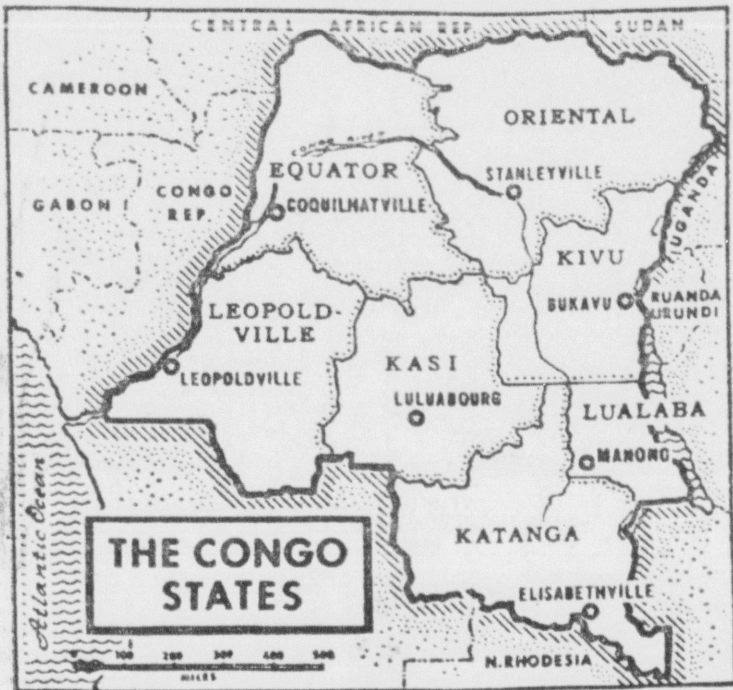 CENTRAL AFRICAN REP.
SUDAN
CAMEROON
ORIENTAL
CONGO RIVER
EQUATOR
STANLEYVILLE
GABON
CONGO
REP.
COQUILHATVILLE
UGANDA
KIVU
LEOPOLD-
VILLE
BUKAVU
RUANDA
URUNDI
KASI
LEOPOLDVILLE
LULUABOURG
LUALABA
MANONO
Atlantic Ocean
THE CONGO
STATES
KATANGA
ELISABETHVILLE
0 100 200 300 400 500
MILES
N.RHODESIA